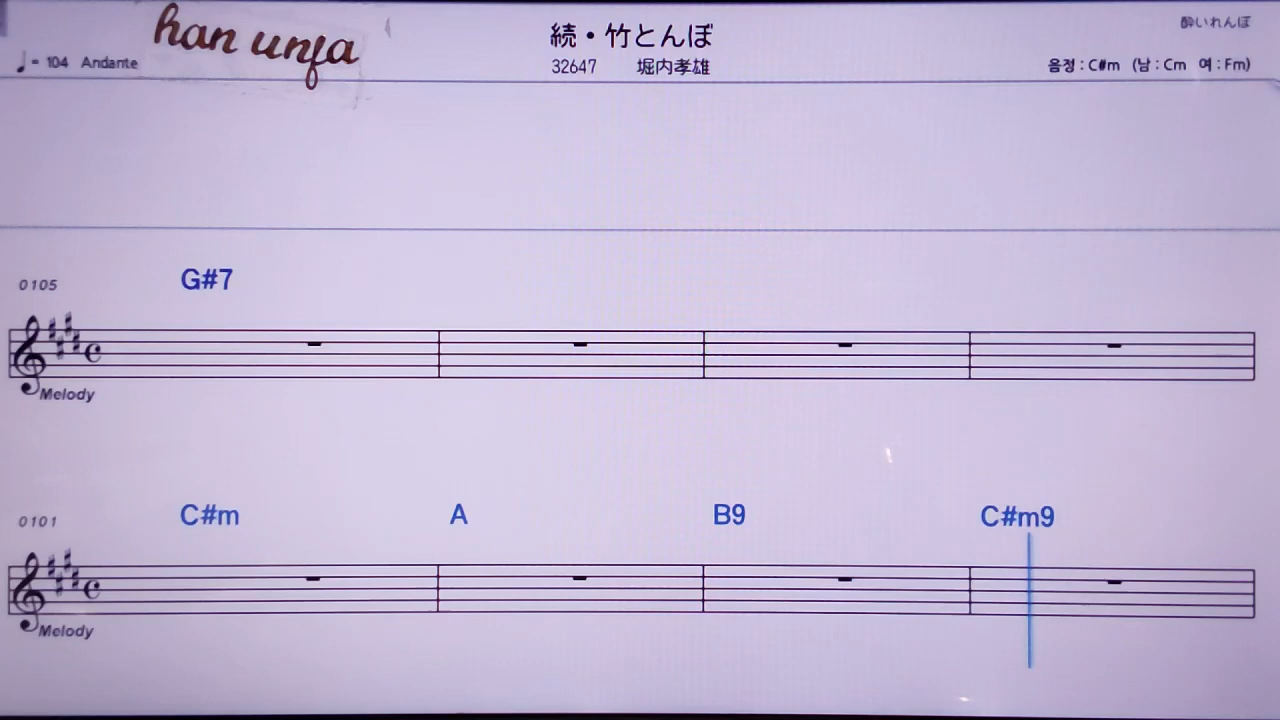 han unfa
続・竹とんぼ
酔いれんぼ
♩= 104 Andante
32647 堀内孝雄
음정 : C#m (남 : Cm 여 : Fm)
0105 G#7
Melody
0101 C#m A B9 C#m9
Melody